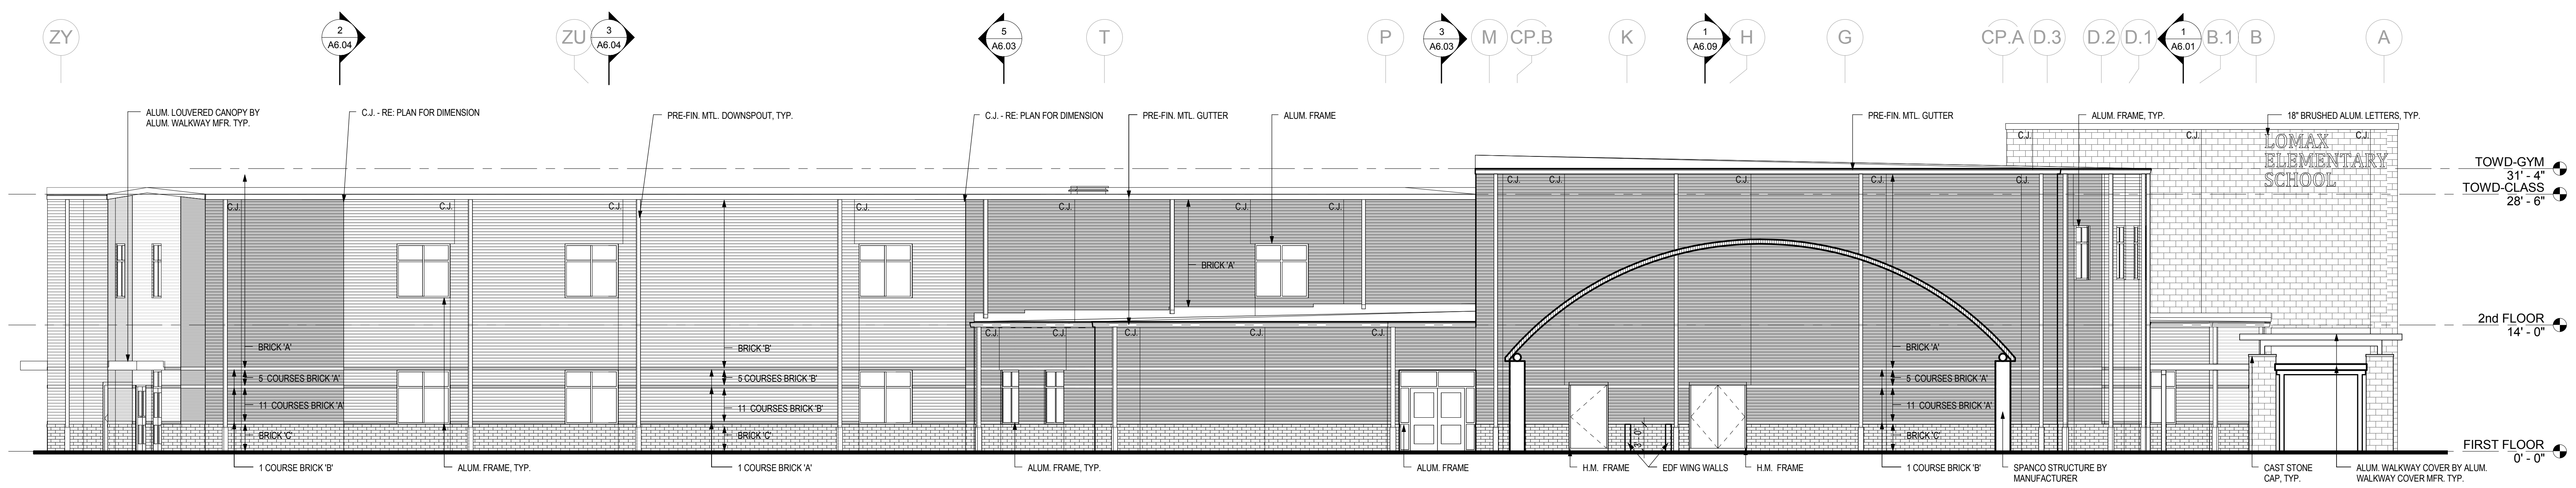 ZY
2
A6.04
ZU
3
A6.04
5
A6.03
T
P
3
A6.03
M
CP.B
K
1
A6.09
H
G
CP.A
D.3
D.2
D.1
1
A6.01
B.1
B
A
ALUM. LOUVERED CANOPY BY
ALUM. WALKWAY MFR. TYP.
C.J. - RE: PLAN FOR DIMENSION
PRE-FIN. MTL. DOWNSPOUT, TYP.
C.J. - RE: PLAN FOR DIMENSION
PRE-FIN. MTL. GUTTER
ALUM. FRAME
PRE-FIN. MTL. GUTTER
ALUM. FRAME, TYP.
18" BRUSHED ALUM. LETTERS, TYP.
C.J.
C.J.
C.J.
LOMAX
ELEMENTARY
SCHOOL
TOWD-GYM
31' - 4"
TOWD-CLASS
28' - 6"
C.J.
C.J.
C.J.
C.J.
C.J.
C.J.
C.J.
C.J.
C.J.
C.J.
C.J.
C.J.
BRICK 'A'
2nd FLOOR
14' - 0"
C.J.
C.J.
C.J.
C.J.
C.J.
BRICK 'A'
BRICK 'B'
BRICK 'A'
5 COURSES BRICK 'A'
5 COURSES BRICK 'B'
5 COURSES BRICK 'A'
11 COURSES BRICK 'A'
11 COURSES BRICK 'B'
11 COURSES BRICK 'A'
BRICK 'C'
BRICK 'C'
3' - 0"
BRICK 'C'
FIRST FLOOR
0' - 0"
1 COURSE BRICK 'B'
ALUM. FRAME, TYP.
1 COURSE BRICK 'A'
ALUM. FRAME, TYP.
ALUM. FRAME
H.M. FRAME
EDF WING WALLS
H.M. FRAME
1 COURSE BRICK 'B'
SPANCO STRUCTURE BY
MANUFACTURER
CAST STONE
CAP, TYP.
ALUM. WALKWAY COVER BY ALUM.
WALKWAY COVER MFR. TYP.